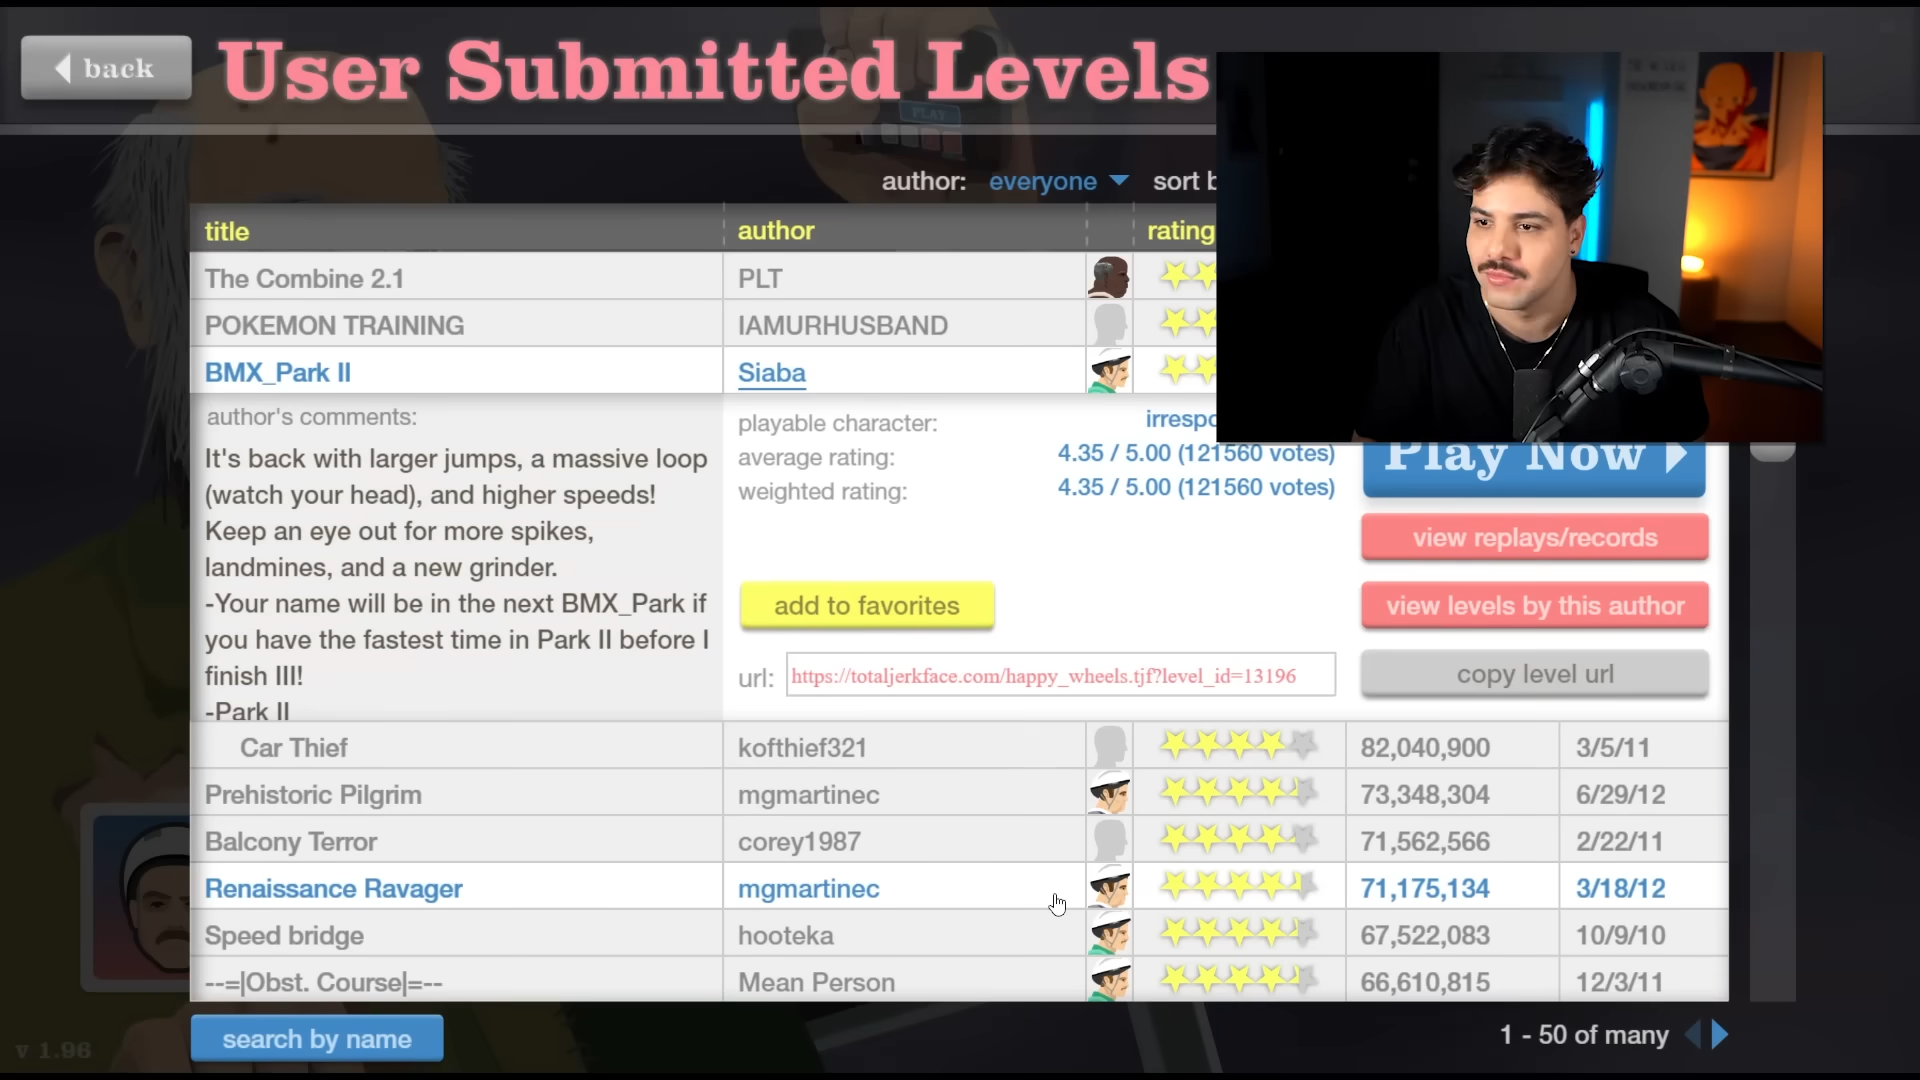 back
User Submitted Levels
PLAY
author: everyone sort b
title author rating
The Combine 2.1 PLT
POKEMON TRAINING IAMURHUSBAND
BMX_Park II Siaba
author's comments:
It's back with larger jumps, a massive loop
(watch your head), and higher speeds!
Keep an eye out for more spikes,
landmines, and a new grinder.
-Your name will be in the next BMX_Park if
you have the fastest time in Park II before I
finish III!
-Park II
playable character: irrespo
average rating: 4.35 / 5.00 (121560 votes)
weighted rating: 4.35 / 5.00 (121560 votes)
add to favorites
url: https://totaljerkface.com/happy_wheels.tjf?level_id=13196
Play Now
view replays/records
view levels by this author
copy level url
Car Thief kofthief321 82,040,900 3/5/11
Prehistoric Pilgrim mgmartinec 73,348,304 6/29/12
Balcony Terror corey1987 71,562,566 2/22/11
Renaissance Ravager mgmartinec 71,175,134 3/18/12
Speed bridge hooteka 67,522,083 10/9/10
--=|Obst. Course|=-- Mean Person 66,610,815 12/3/11
search by name
1 - 50 of many
v 1.96